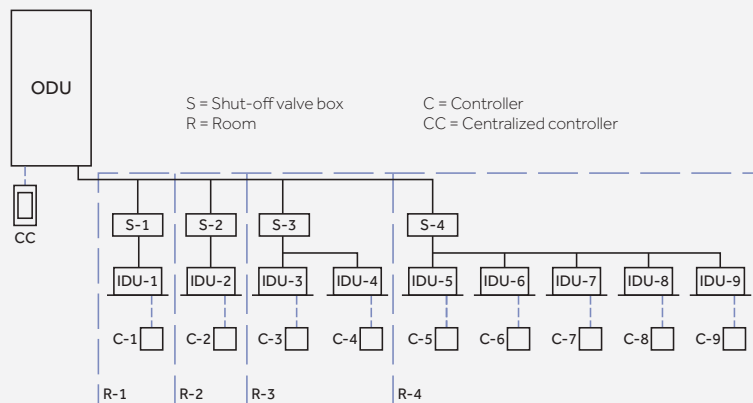 ODU
S = Shut-off valve box
C = Controller
R = Room
CC = Centralized controller
CC
S-1
S-2
S-3
S-4
IDU-1
IDU-2
IDU-3
IDU-4
IDU-5
IDU-6
IDU-7
IDU-8
IDU-9
C-1
C-2
C-3
C-4
C-5
C-6
C-7
C-8
C-9
R-1
R-2
R-3
R-4